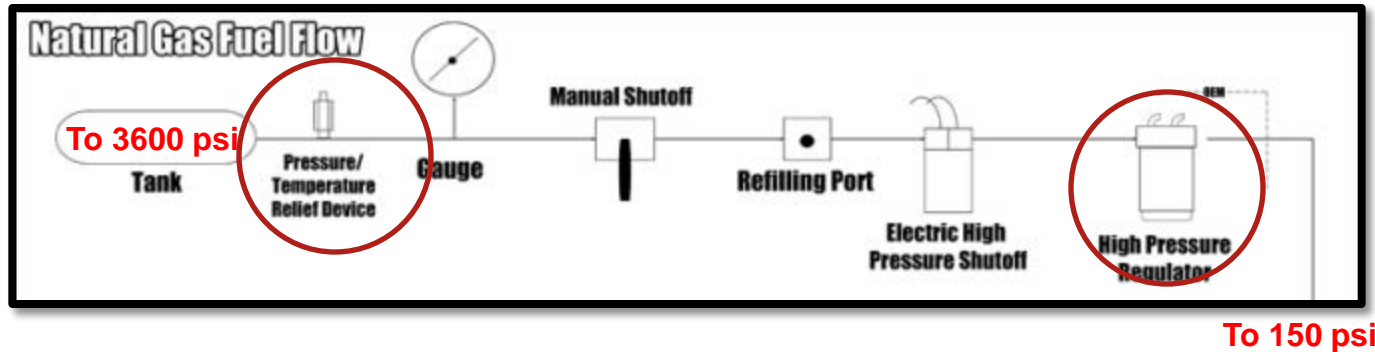 Natural Gas Fuel Flow
OEM
Manual Shutoff
To 3600 psi
Tank
Pressure/
Temperature
Relief Device
Gauge
Refilling Port
Electric High
Pressure Shutoff
High Pressure
Regulator
To 150 psi